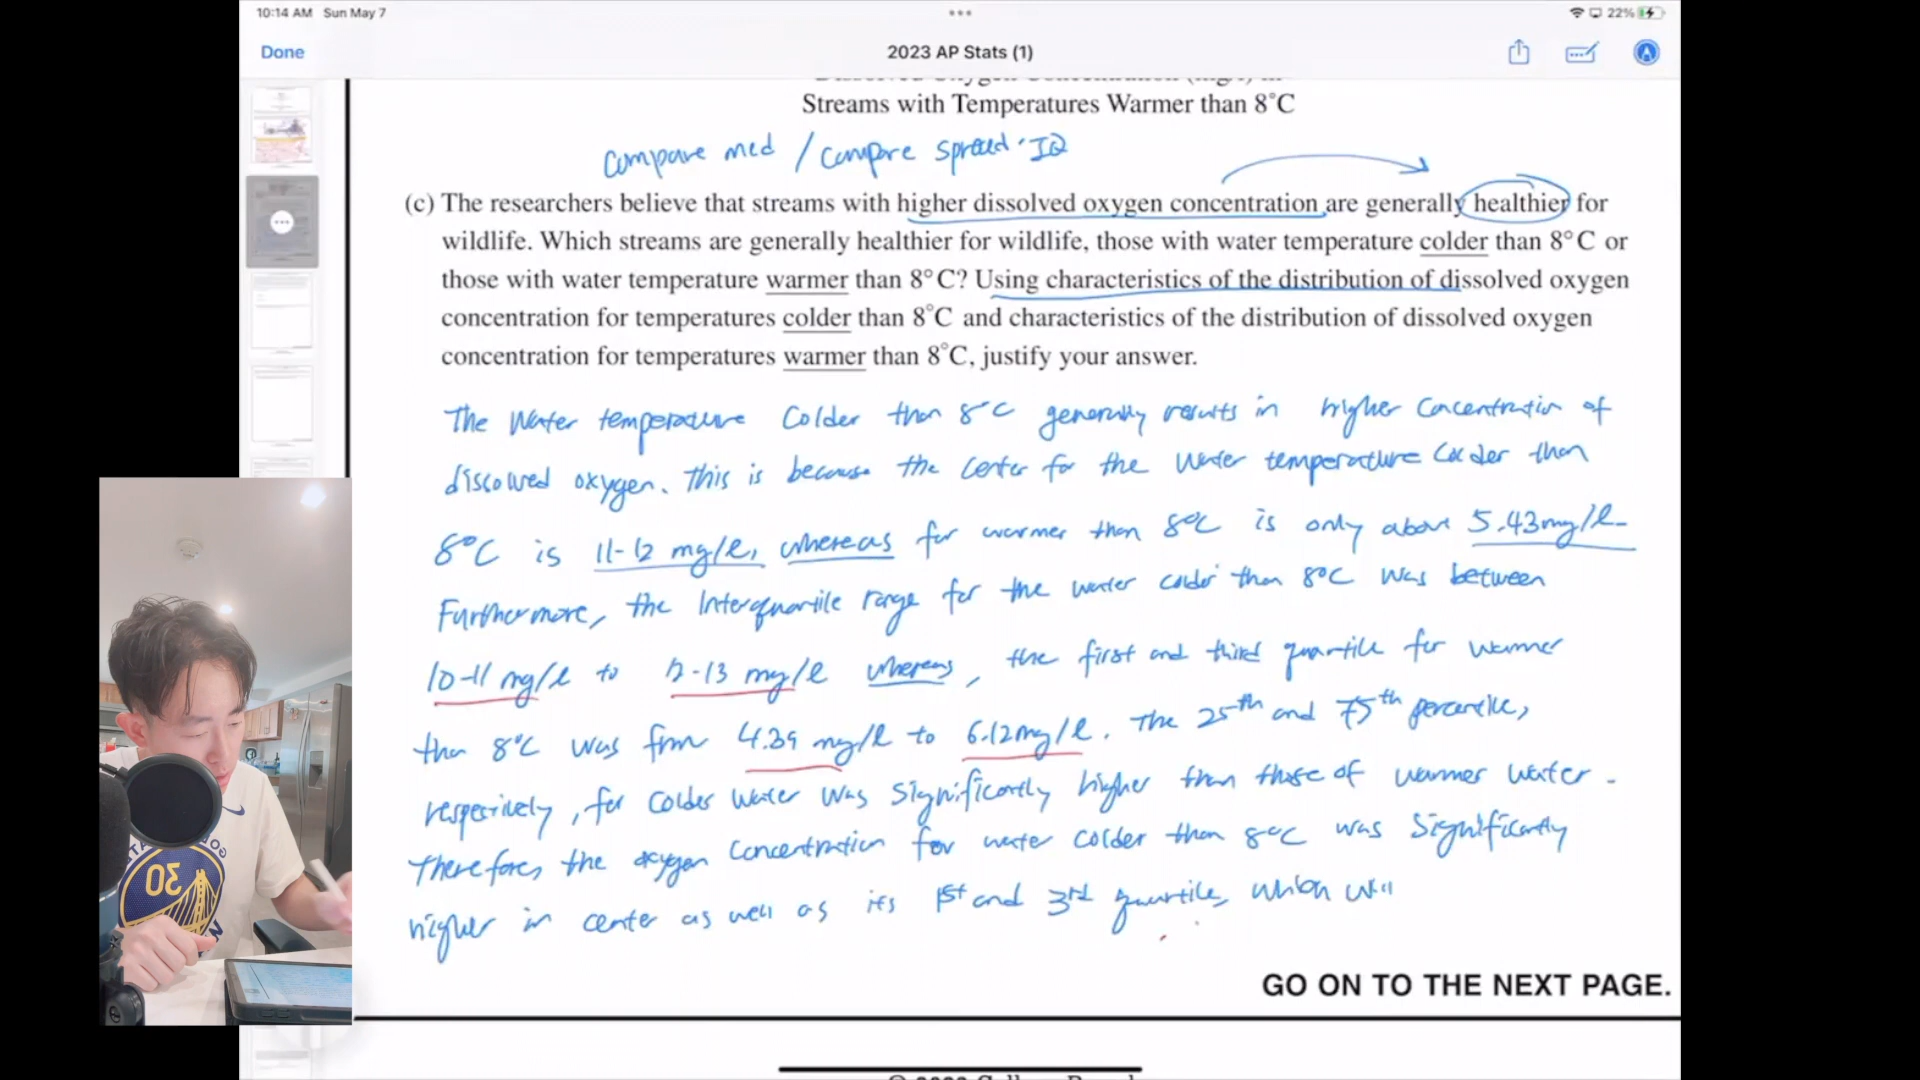 10:14 AM Sun May 7
22%
Done
2023 AP Stats (1)
Streams with Temperatures Warmer than 8°C
Compare med / Compare spread · IQ
(c) The researchers believe that streams with higher dissolved oxygen concentration are generally healthier for
wildlife. Which streams are generally healthier for wildlife, those with water temperature colder than 8°C or
those with water temperature warmer than 8°C? Using characteristics of the distribution of dissolved oxygen
concentration for temperatures colder than 8°C and characteristics of the distribution of dissolved oxygen
concentration for temperatures warmer than 8°C, justify your answer.
The Water temperature Colder than 8°C generally results in higher Concentration of
dissolved oxygen. This is because the center for the Water temperature Colder than
8°C is 11-12 mg/l, whereas for warmer than 8°C is only above 5.43mg/l.
Furthermore, the Interquartile range for the water colder than 8°C was between
10-11 mg/l to 12-13 mg/l whereas, the first and third quartile for warmer
than 8°C was from 4.39 mg/l to 6.12mg/l. The 25th and 75th percentile,
respectively, for Colder Water was significantly higher than those of warmer water.
Therefore, the oxygen Concentration for water colder than 8°C was Significantly
higher in center as well as its 1st and 3rd quartile, which will
GO ON TO THE NEXT PAGE.
30